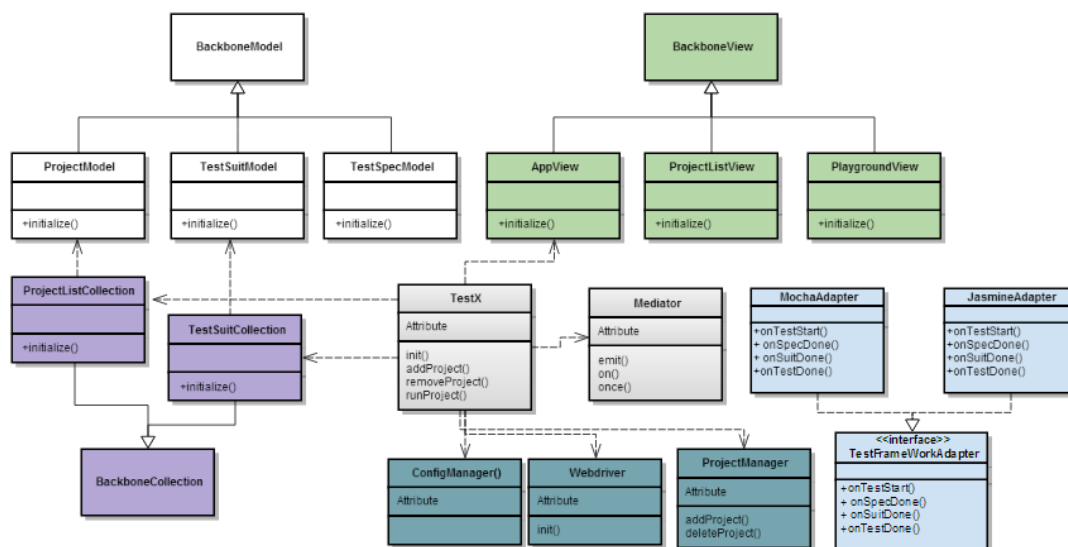 BackboneModel
BackboneView
ProjectModel
+initialize()
TestSuitModel
+initialize()
TestSpecModel
+initialize()
AppView
+initialize()
ProjectListView
+initialize()
PlaygroundView
+initialize()
ProjectListCollection
+initialize()
TestSuitCollection
+initialize()
TestX
Attribute
init()
addProject()
removeProject()
runProject()
Mediator
Attribute
emit()
on()
once()
MochaAdapter
+onTestStart()
+ onSpecDone()
+ onSuitDone()
+onTestDone()
JasmineAdapter
+onTestStart()
+onSpecDone()
+onSuitDone()
+onTestDone()
BackboneCollection
ConfigManager()
Attribute
Webdriver
Attribute
init()
ProjectManager
Attribute
addProject()
deleteProject()
<<interface>>
TestFrameWorkAdapter
+onTestStart()
+ onSpecDone()
+ onSuitDone()
+onTestDone()